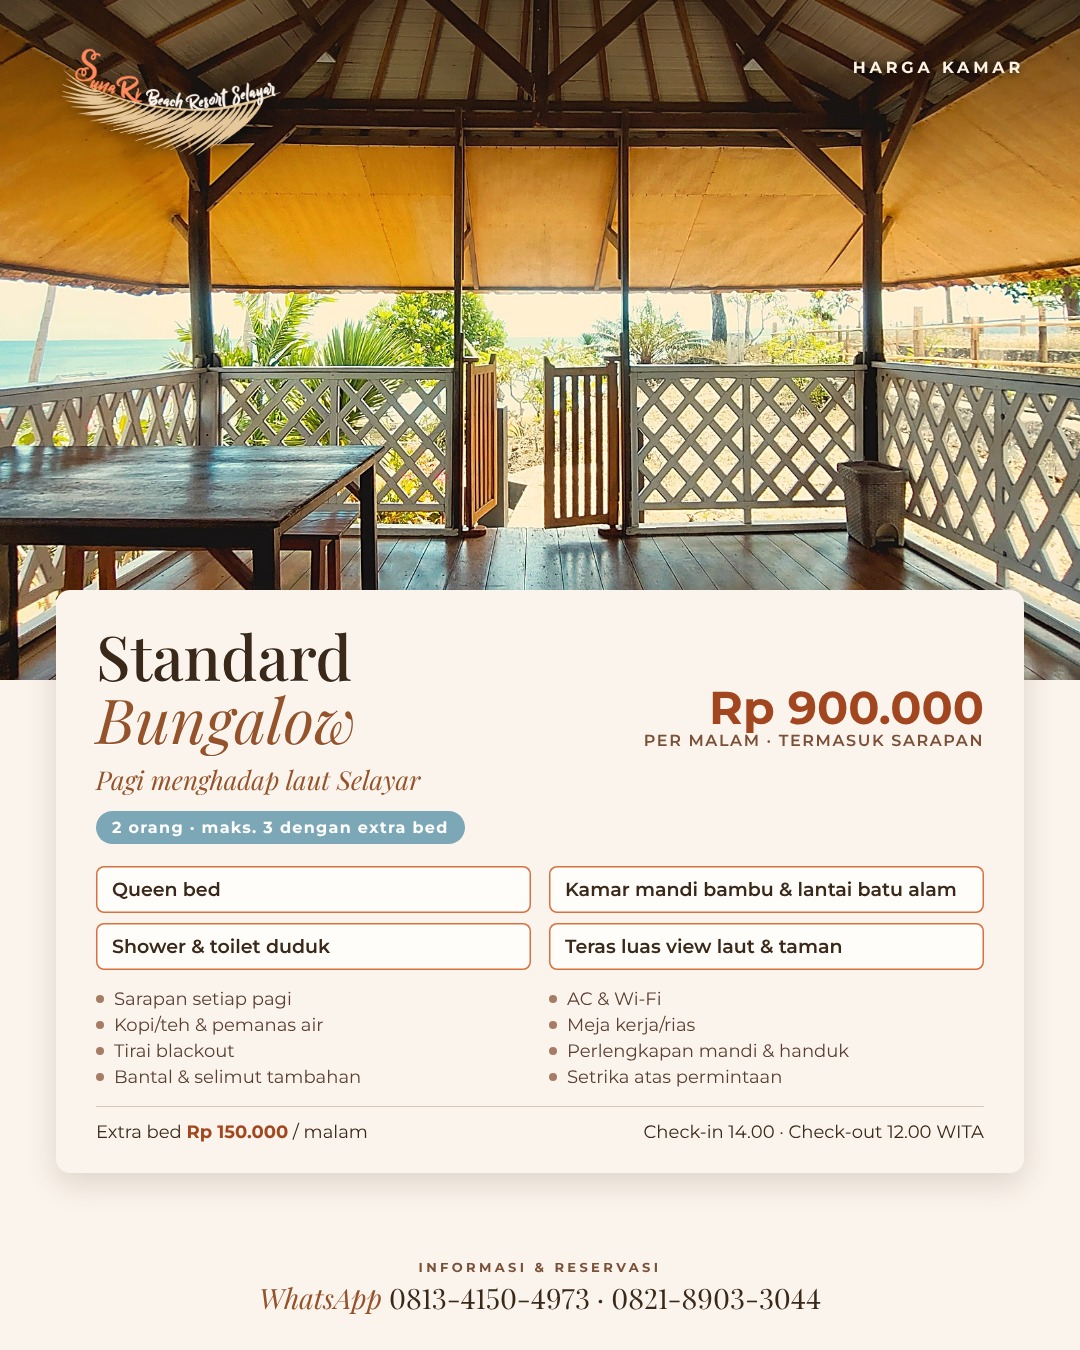 SunaRi Beach Resort Selayar
HARGA KAMAR
Standard
Bungalow
Rp 900.000
PER MALAM · TERMASUK SARAPAN
Pagi menghadap laut Selayar
2 orang · maks. 3 dengan extra bed
Queen bed
Kamar mandi bambu & lantai batu alam
Shower & toilet duduk
Teras luas view laut & taman
Sarapan setiap pagi
Kopi/teh & pemanas air
Tirai blackout
Bantal & selimut tambahan
AC & Wi-Fi
Meja kerja/rias
Perlengkapan mandi & handuk
Setrika atas permintaan
Extra bed Rp 150.000 / malam
Check-in 14.00 · Check-out 12.00 WITA
INFORMASI & RESERVASI
WhatsApp 0813-4150-4973 · 0821-8903-3044